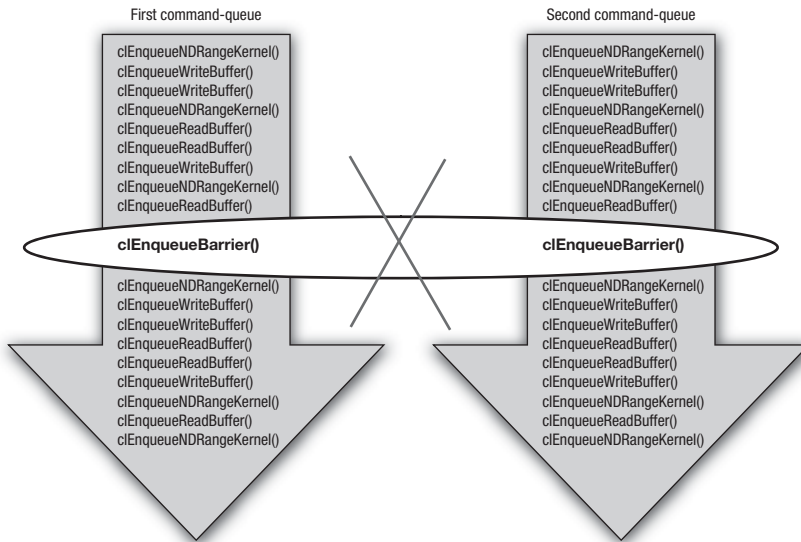 First command-queue
clEnqueueNDRangeKernel()
clEnqueueWriteBuffer()
clEnqueueWriteBuffer()
clEnqueueNDRangeKernel()
clEnqueueReadBuffer()
clEnqueueReadBuffer()
clEnqueueWriteBuffer()
clEnqueueNDRangeKernel()
clEnqueueReadBuffer()
clEnqueueBarrier()
clEnqueueNDRangeKernel()
clEnqueueWriteBuffer()
clEnqueueWriteBuffer()
clEnqueueReadBuffer()
clEnqueueReadBuffer()
clEnqueueWriteBuffer()
clEnqueueNDRangeKernel()
clEnqueueReadBuffer()
clEnqueueNDRangeKernel()
Second command-queue
clEnqueueNDRangeKernel()
clEnqueueWriteBuffer()
clEnqueueWriteBuffer()
clEnqueueNDRangeKernel()
clEnqueueReadBuffer()
clEnqueueReadBuffer()
clEnqueueWriteBuffer()
clEnqueueNDRangeKernel()
clEnqueueReadBuffer()
clEnqueueBarrier()
clEnqueueNDRangeKernel()
clEnqueueWriteBuffer()
clEnqueueWriteBuffer()
clEnqueueReadBuffer()
clEnqueueReadBuffer()
clEnqueueWriteBuffer()
clEnqueueNDRangeKernel()
clEnqueueReadBuffer()
clEnqueueNDRangeKernel()